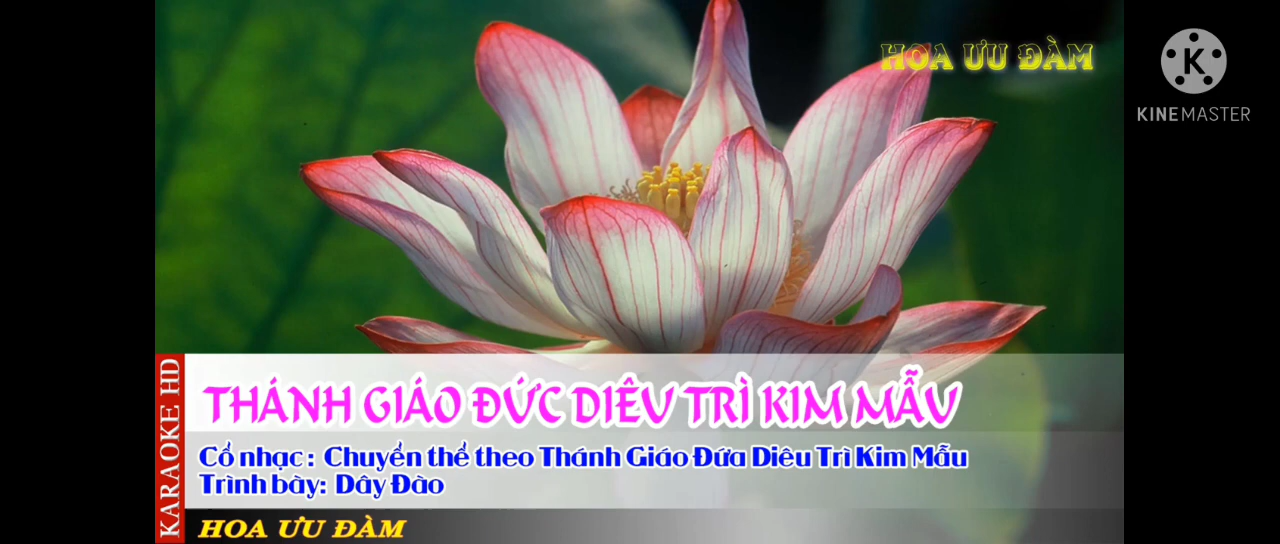 HOA ƯU ĐÀM
K
KINEMASTER
KARAOKE HD
THÁNH GIÁO ĐỨC DIÊU TRÌ KIM MẪU
Cổ nhạc : Chuyển thể theo Thánh Giáo Đứa Diêu Trì Kim Mẫu
Trình bày: Dây Đào
HOA ƯU ĐÀM